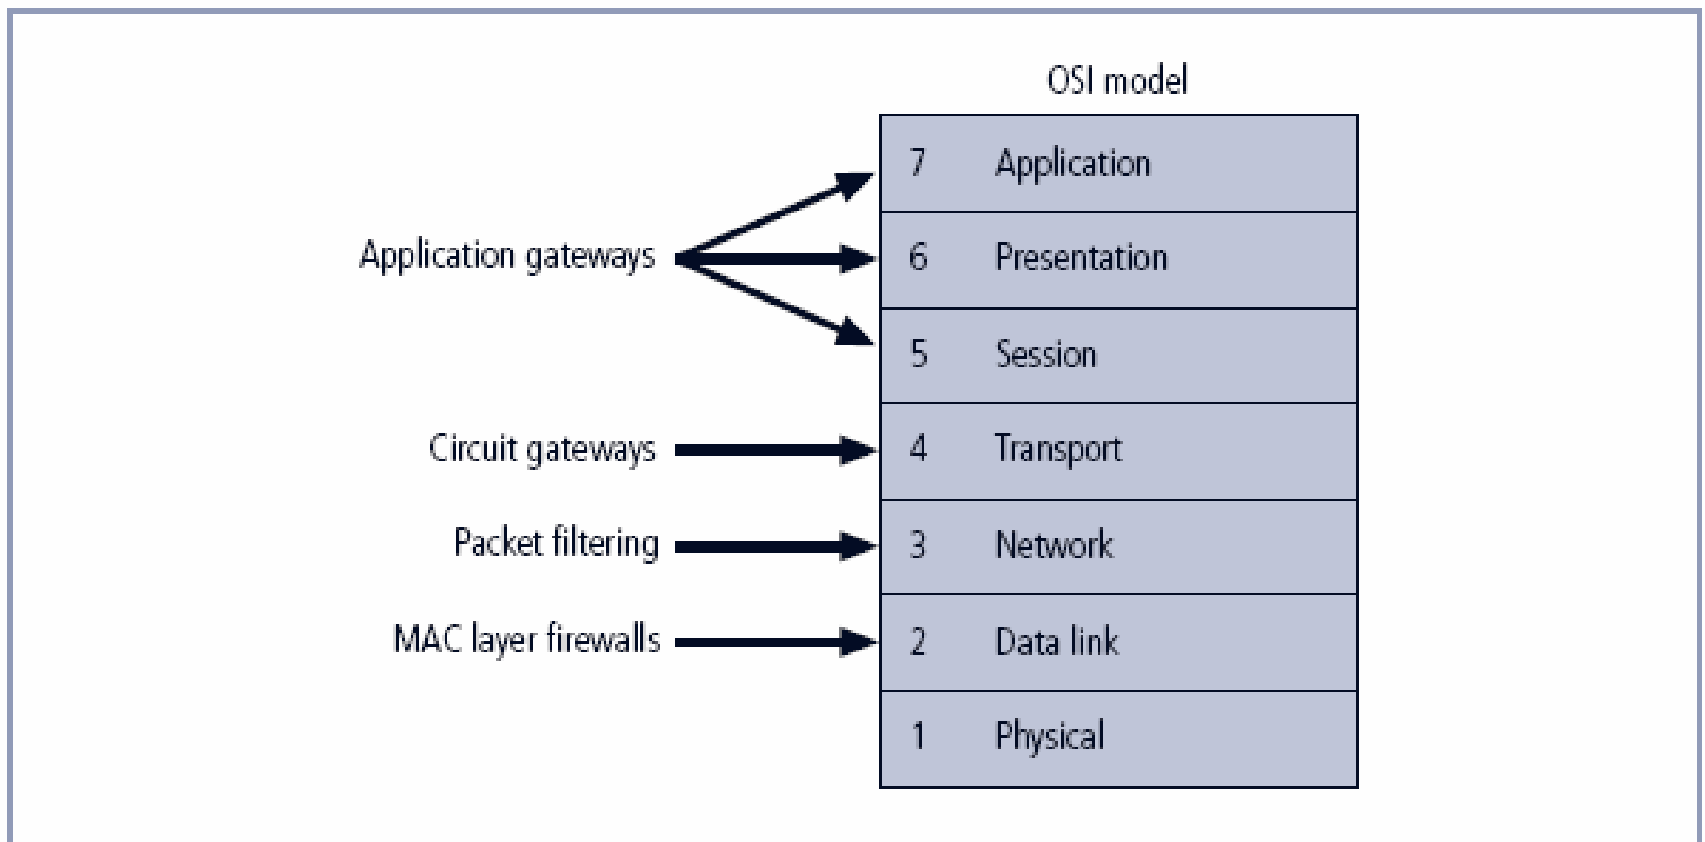 OSI model
7 Application
Application gateways
6 Presentation
5 Session
Circuit gateways
4 Transport
Packet filtering
3 Network
MAC layer firewalls
2 Data link
1 Physical